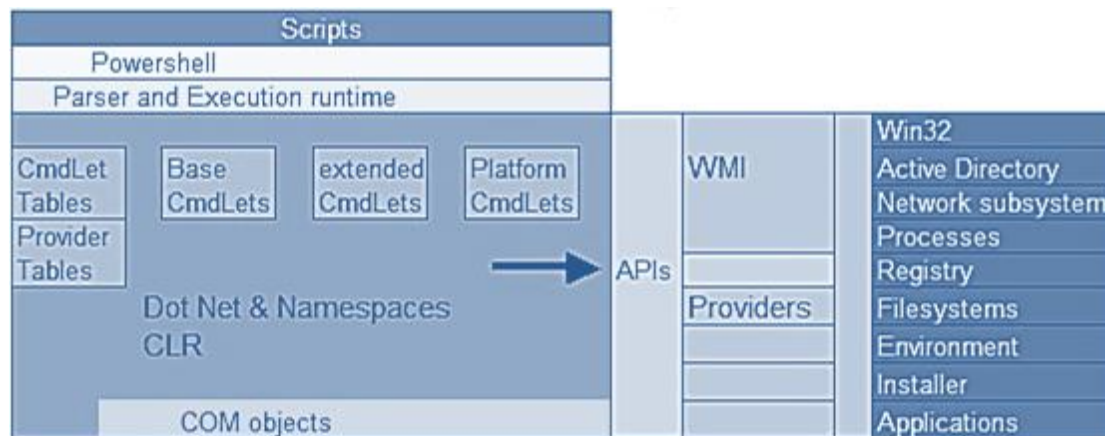 Scripts
Powershell
Parser and Execution runtime
CmdLet
Tables
Provider
Tables
Base
CmdLets
extended
CmdLets
Platform
CmdLets
Dot Net & Namespaces
CLR
COM objects
APIs
WMI
Providers
Win32
Active Directory
Network subsystem
Processes
Registry
Filesystems
Environment
Installer
Applications